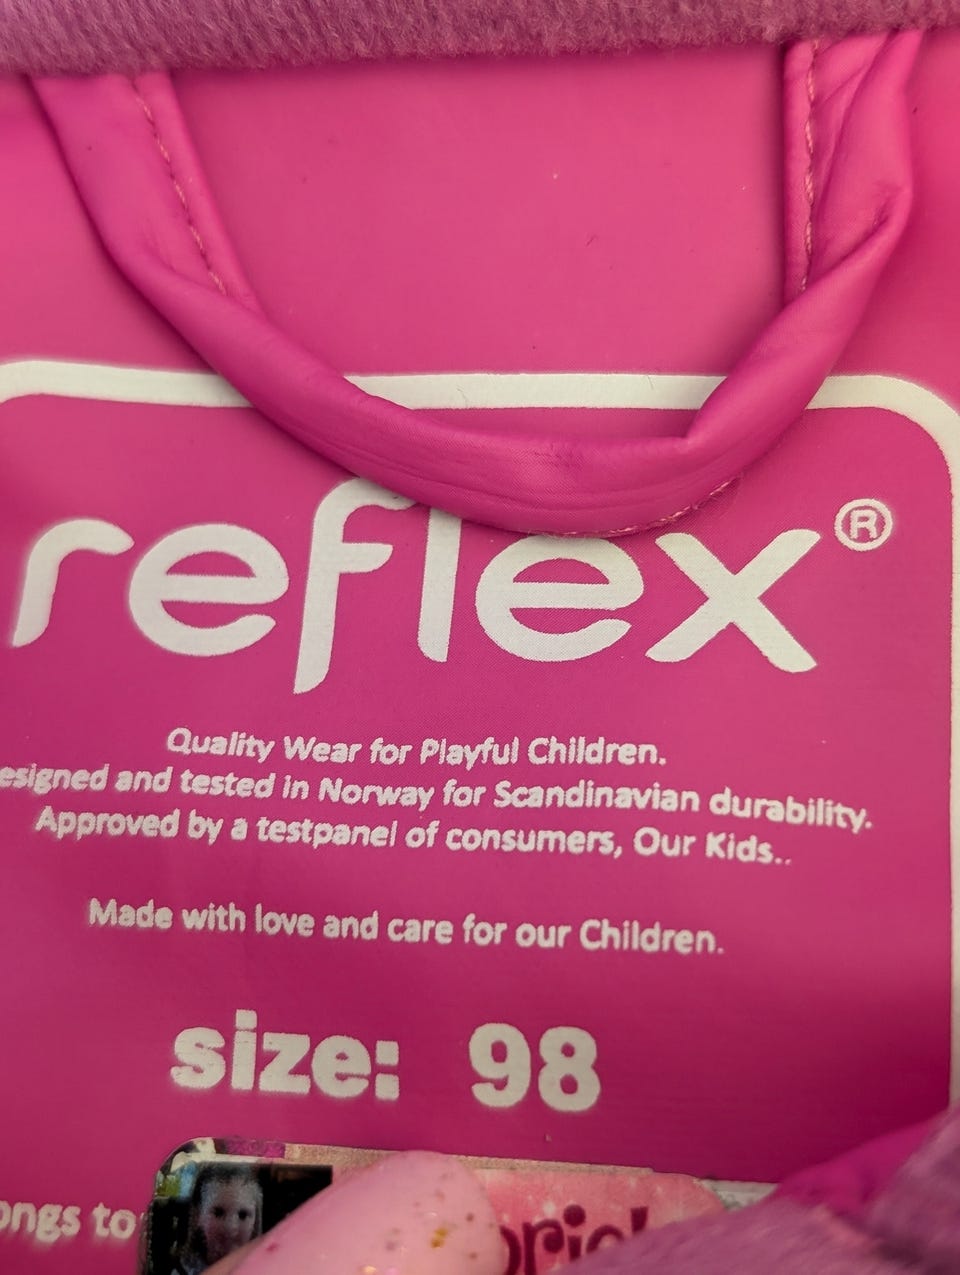 reflex®
Quality Wear for Playful Children.
esigned and tested in Norway for Scandinavian durability.
Approved by a testpanel of consumers, Our Kids..
Made with love and care for our Children.
size: 98
ongs to